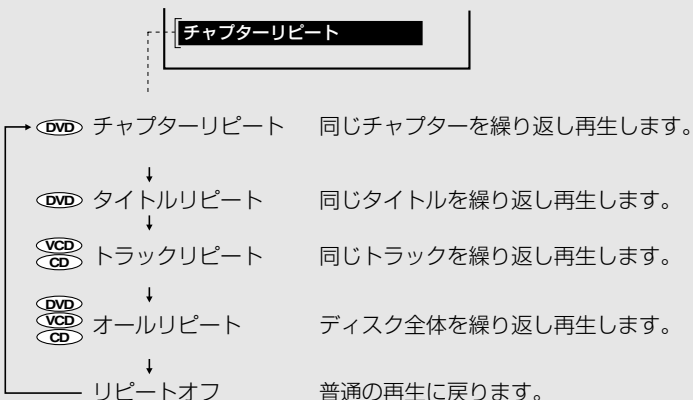 チャプターリピート
DVD チャプターリピート 同じチャプターを繰り返し再生します。
DVD タイトルリピート 同じタイトルを繰り返し再生します。
VCD CD トラックリピート 同じトラックを繰り返し再生します。
DVD VCD CD オールリピート ディスク全体を繰り返し再生します。
リピートオフ 普通の再生に戻ります。